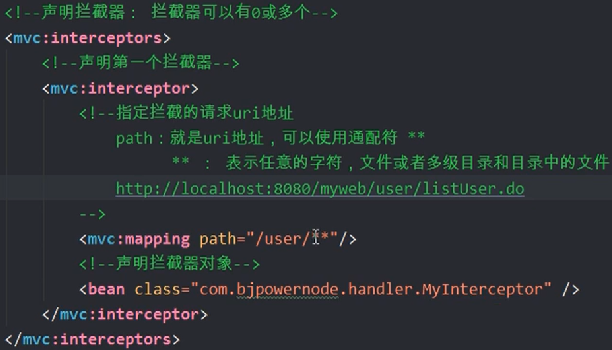 <!--声明拦截器： 拦截器可以有0或多个-->
<mvc:interceptors>
<!--声明第一个拦截器-->
<mvc:interceptor>
<!--指定拦截的请求uri地址
path：就是uri地址，可以使用通配符 **
** ： 表示任意的字符，文件或者多级目录和目录中的文件
http://localhost:8080/myweb/user/listUser.do
-->
<mvc:mapping path="/user/**"/>
<!--声明拦截器对象-->
<bean class="com.bjpowernode.handler.MyInterceptor" />
</mvc:interceptor>
</mvc:interceptors>